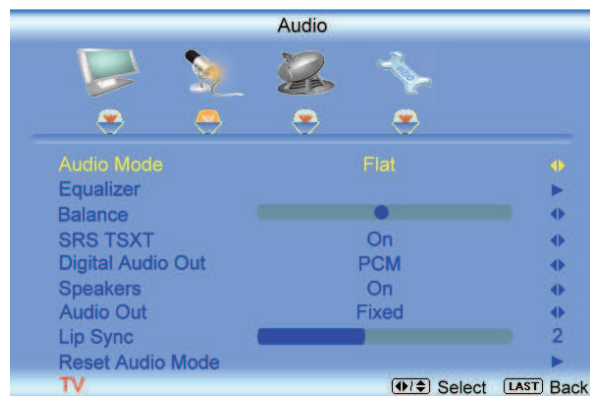 Audio
Audio Mode Flat
Equalizer
Balance
SRS TSXT On
Digital Audio Out PCM
Speakers On
Audio Out Fixed
Lip Sync 2
Reset Audio Mode
TV Select LAST Back